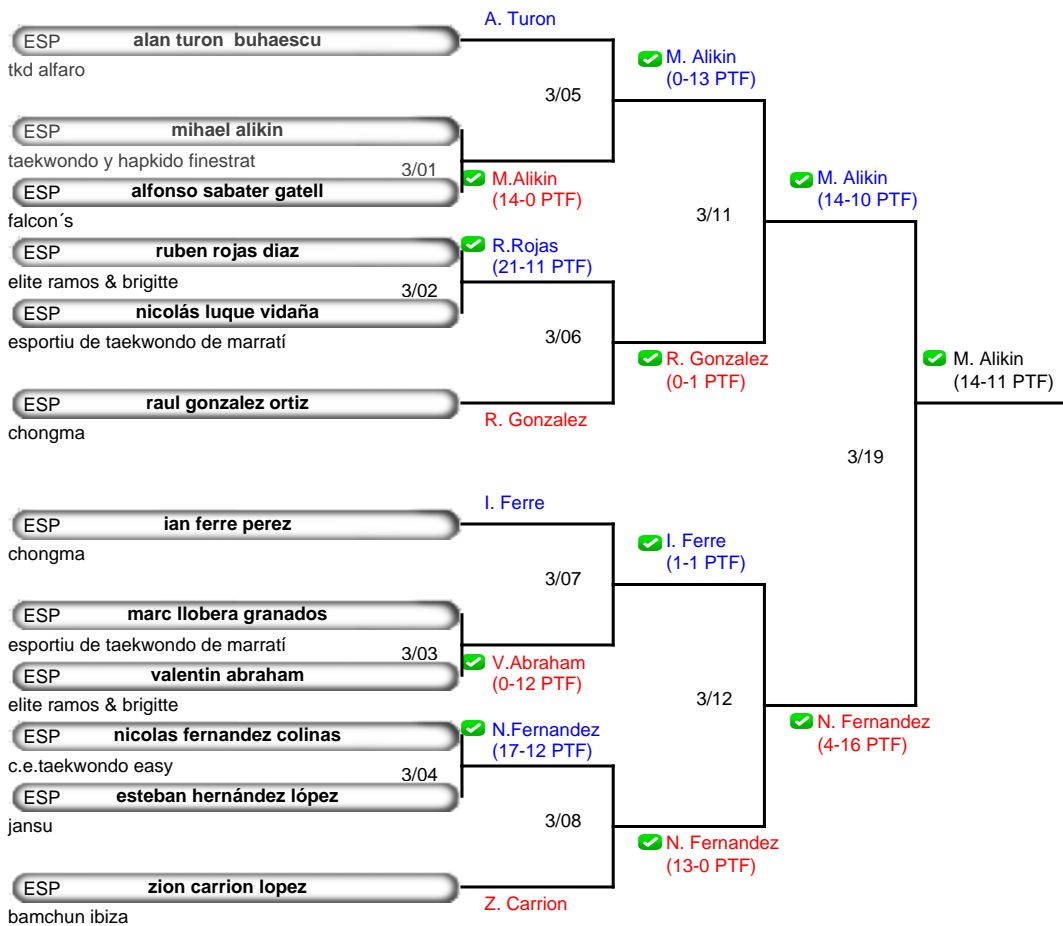 A. Turon
ESP alan turon buhaescu
tkd alfaro
M. Alikin
(0-13 PTF)
3/05
ESP mihael alikin
taekwondo y hapkido finestrat
3/01
M.Alikin
(14-0 PTF)
M. Alikin
(14-10 PTF)
ESP alfonso sabater gatell
falcon´s
3/11
ESP ruben rojas diaz
R.Rojas
(21-11 PTF)
elite ramos & brigitte
3/02
ESP nicolás luque vidaña
esportiu de taekwondo de marratí
3/06
R. Gonzalez
(0-1 PTF)
M. Alikin
(14-11 PTF)
ESP raul gonzalez ortiz
R. Gonzalez
chongma
3/19
I. Ferre
ESP ian ferre perez
chongma
I. Ferre
(1-1 PTF)
3/07
ESP marc llobera granados
esportiu de taekwondo de marratí
3/03
V.Abraham
(0-12 PTF)
ESP valentin abraham
elite ramos & brigitte
3/12
ESP nicolas fernandez colinas
N.Fernandez
(17-12 PTF)
N. Fernandez
(4-16 PTF)
c.e.taekwondo easy
3/04
ESP esteban hernández lópez
jansu
3/08
N. Fernandez
(13-0 PTF)
ESP zion carrion lopez
Z. Carrion
bamchun ibiza